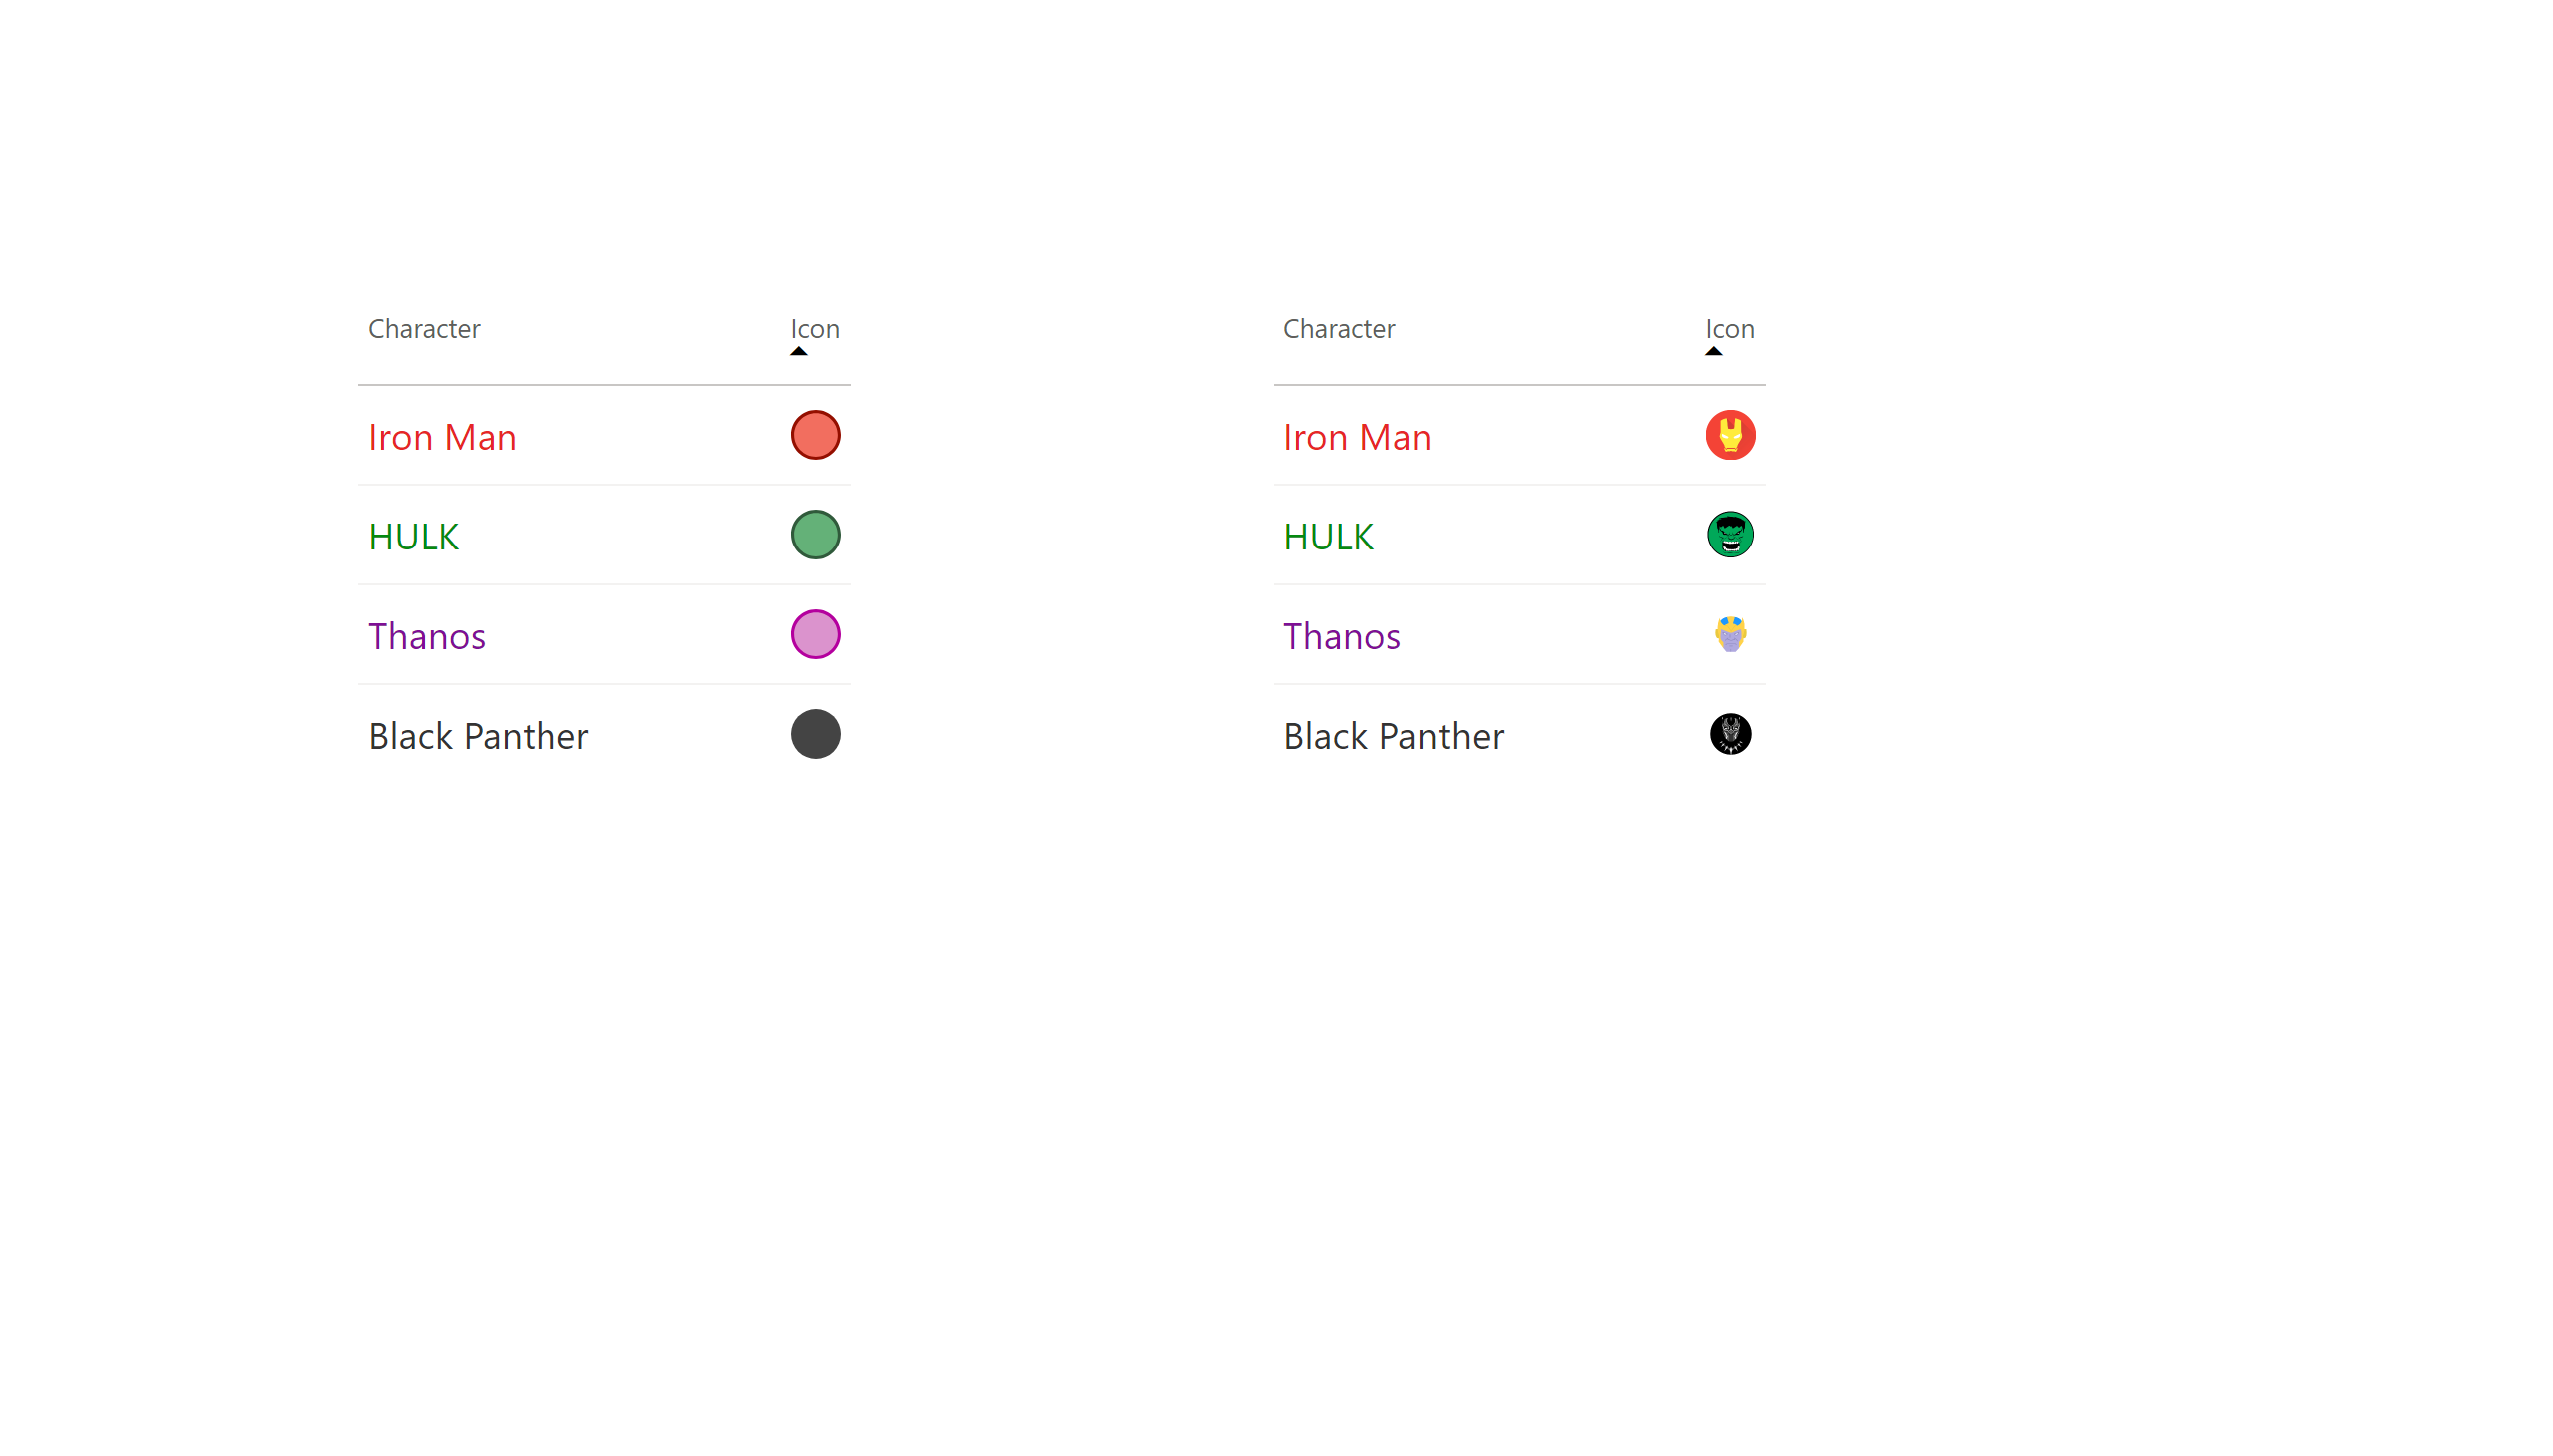 Character Icon
Iron Man
HULK
Thanos
Black Panther
Character Icon
Iron Man
HULK
Thanos
Black Panther